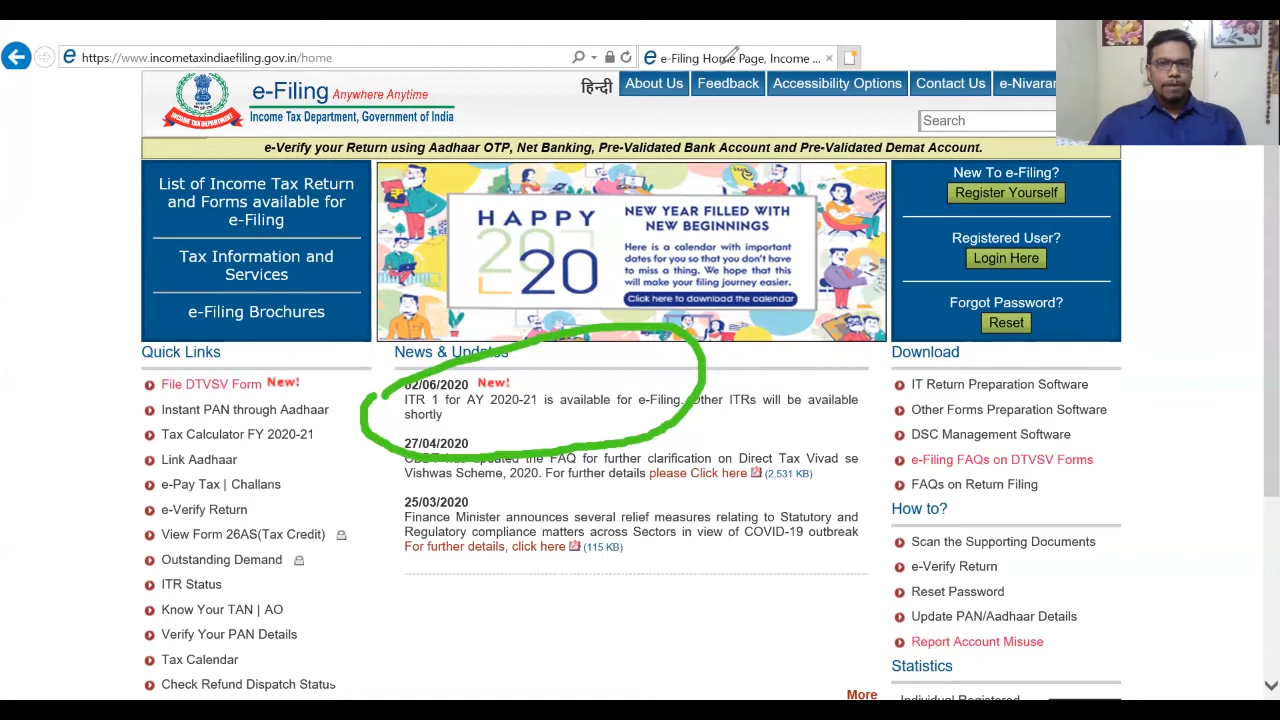 https://www.incometaxindiaefiling.gov.in/home
e-Filing Home Page, Income ...
e-Filing Anywhere Anytime
Income Tax Department, Government of India
हिन्दी
About Us
Feedback
Accessibility Options
Contact Us
e-Nivaran
Search
e-Verify your Return using Aadhaar OTP, Net Banking, Pre-Validated Bank Account and Pre-Validated Demat Account.
List of Income Tax Return
and Forms available for
e-Filing
Tax Information and
Services
e-Filing Brochures
HAPPY
2020
NEW YEAR FILLED WITH
NEW BEGINNINGS
Here is a calendar with important
dates for you so that you don't have
to miss a thing. We hope that this
will make your filing journey easier.
Click here to download the calendar
New To e-Filing?
Register Yourself
Registered User?
Login Here
Forgot Password?
Reset
Quick Links
File DTVSV Form New!
Instant PAN through Aadhaar
Tax Calculator FY 2020-21
Link Aadhaar
e-Pay Tax | Challans
e-Verify Return
View Form 26AS(Tax Credit)
Outstanding Demand
ITR Status
Know Your TAN | AO
Verify Your PAN Details
Tax Calendar
Check Refund Dispatch Status
News & Updates
02/06/2020 New!
ITR 1 for AY 2020-21 is available for e-Filing. Other ITRs will be available
shortly
27/04/2020
CBDT has updated the FAQ for further clarification on Direct Tax Vivad se
Vishwas Scheme, 2020. For further details please Click here (2,531 KB)
25/03/2020
Finance Minister announces several relief measures relating to Statutory and
Regulatory compliance matters across Sectors in view of COVID-19 outbreak
For further details, click here (115 KB)
More
Download
IT Return Preparation Software
Other Forms Preparation Software
DSC Management Software
e-Filing FAQs on DTVSV Forms
FAQs on Return Filing
How to?
Scan the Supporting Documents
e-Verify Return
Reset Password
Update PAN/Aadhaar Details
Report Account Misuse
Statistics
Individual Registered